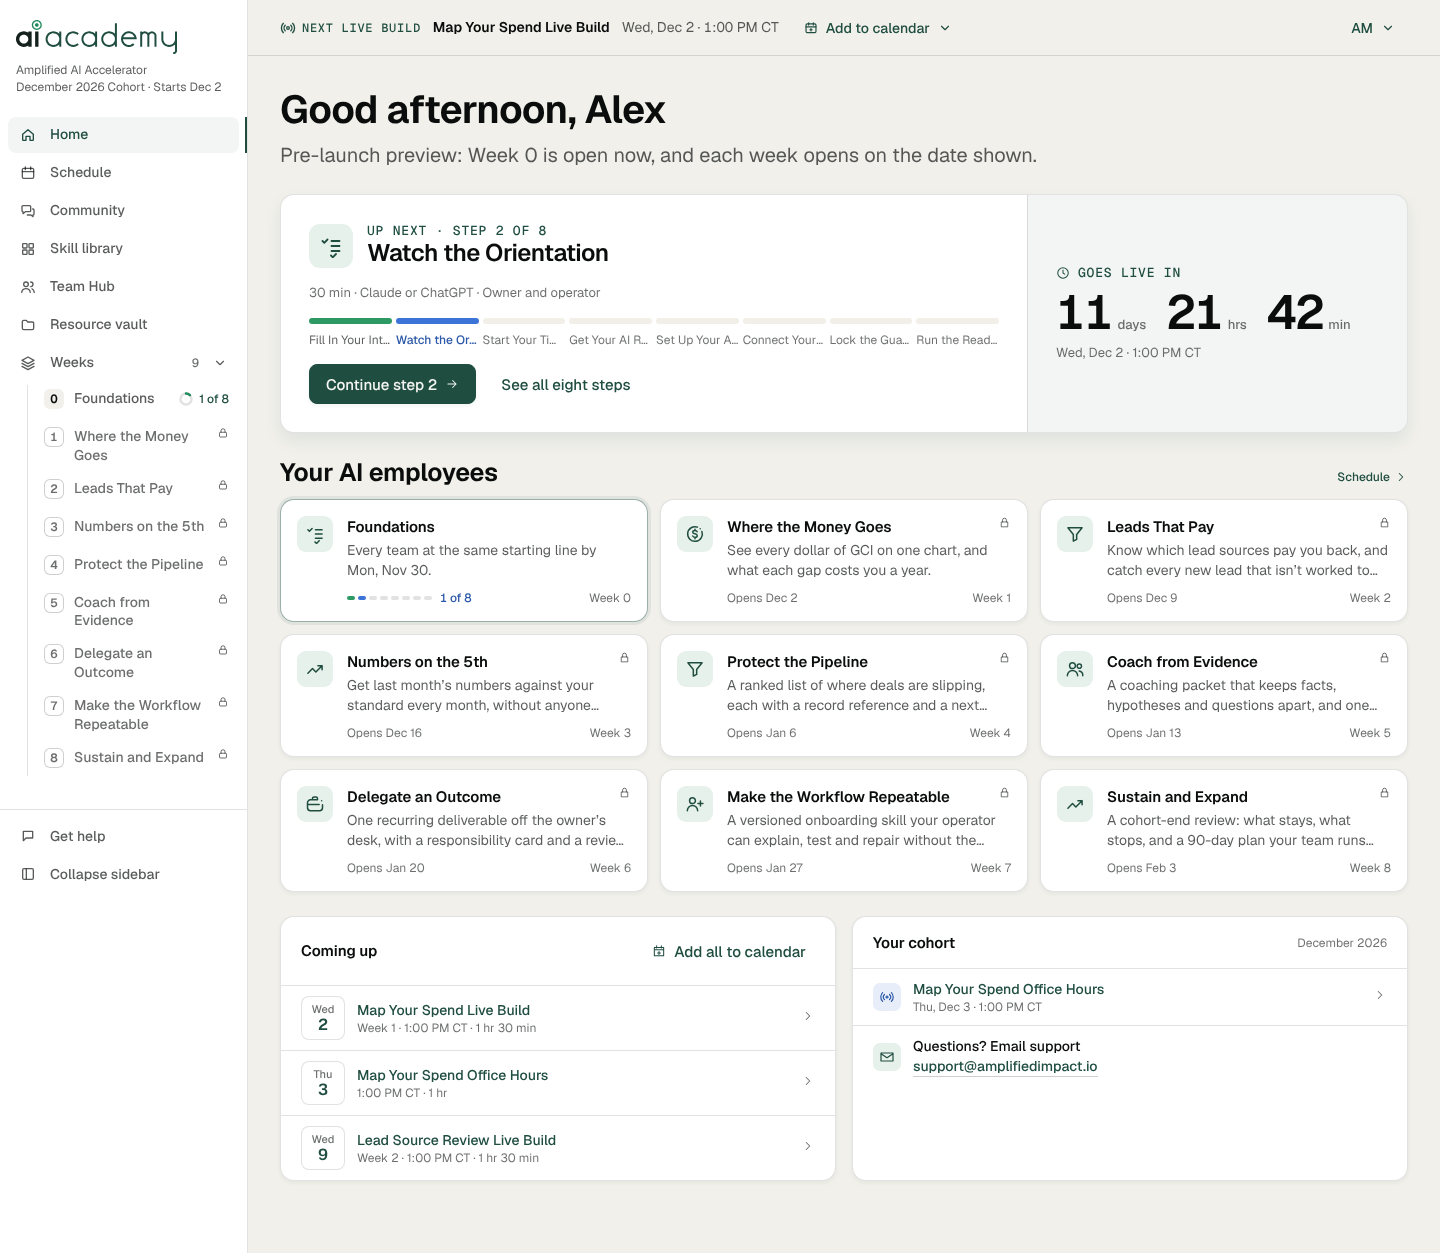 ai academy
Amplified AI Accelerator
December 2026 Cohort · Starts Dec 2
Home
Schedule
Community
Skill library
Team Hub
Resource vault
Weeks 9
0 Foundations 1 of 8
1 Where the Money
Goes
2 Leads That Pay
3 Numbers on the 5th
4 Protect the Pipeline
5 Coach from
Evidence
6 Delegate an
Outcome
7 Make the Workflow
Repeatable
8 Sustain and Expand
Get help
Collapse sidebar
NEXT LIVE BUILD Map Your Spend Live Build Wed, Dec 2 · 1:00 PM CT Add to calendar AM
Good afternoon, Alex
Pre-launch preview: Week 0 is open now, and each week opens on the date shown.
UP NEXT · STEP 2 OF 8
Watch the Orientation
30 min · Claude or ChatGPT · Owner and operator
Fill In Your Int... Watch the Or... Start Your Ti... Get Your AI R... Set Up Your A... Connect Your... Lock the Gua... Run the Read...
Continue step 2 See all eight steps
GOES LIVE IN
11 days 21 hrs 42 min
Wed, Dec 2 · 1:00 PM CT
Your AI employees Schedule
Foundations
Every team at the same starting line by
Mon, Nov 30.
1 of 8 Week 0
Where the Money Goes
See every dollar of GCI on one chart, and
what each gap costs you a year.
Opens Dec 2 Week 1
Leads That Pay
Know which lead sources pay you back, and
catch every new lead that isn't worked to...
Opens Dec 9 Week 2
Numbers on the 5th
Get last month's numbers against your
standard every month, without anyone...
Opens Dec 16 Week 3
Protect the Pipeline
A ranked list of where deals are slipping,
each with a record reference and a next...
Opens Jan 6 Week 4
Coach from Evidence
A coaching packet that keeps facts,
hypotheses and questions apart, and one...
Opens Jan 13 Week 5
Delegate an Outcome
One recurring deliverable off the owner's
desk, with a responsibility card and a revie...
Opens Jan 20 Week 6
Make the Workflow Repeatable
A versioned onboarding skill your operator
can explain, test and repair without the...
Opens Jan 27 Week 7
Sustain and Expand
A cohort-end review: what stays, what
stops, and a 90-day plan your team runs...
Opens Feb 3 Week 8
Coming up Add all to calendar
Wed
2
Map Your Spend Live Build
Week 1 · 1:00 PM CT · 1 hr 30 min
Thu
3
Map Your Spend Office Hours
1:00 PM CT · 1 hr
Wed
9
Lead Source Review Live Build
Week 2 · 1:00 PM CT · 1 hr 30 min
Your cohort December 2026
Map Your Spend Office Hours
Thu, Dec 3 · 1:00 PM CT
Questions? Email support
support@amplifiedimpact.io